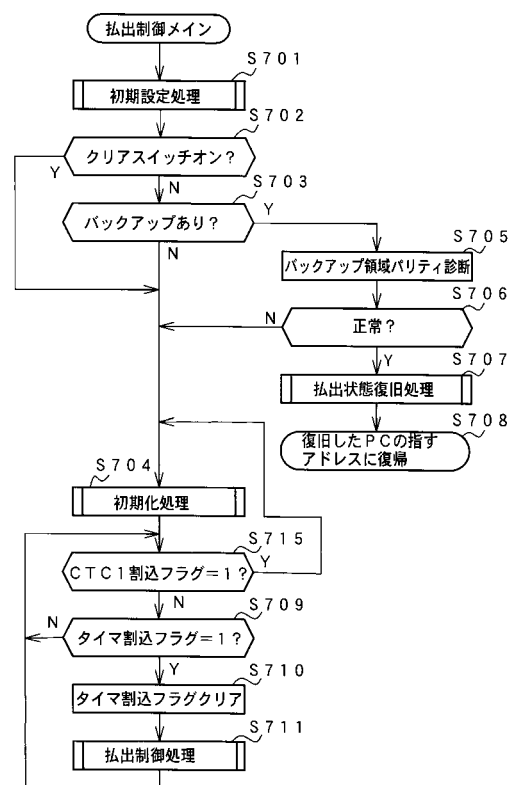 払出制御メイン
S701
初期設定処理
S702
クリアスイッチオン？
Y
N
S703
バックアップあり？
Y
N
S705
バックアップ領域パリティ診断
S706
正常？
N
Y
S707
払出状態復旧処理
S708
復旧したＰＣの指す
アドレスに復帰
S704
初期化処理
S715
ＣＴＣ１割込フラグ＝１？
Y
N
S709
タイマ割込フラグ＝１？
N
Y
S710
タイマ割込フラグクリア
S711
払出制御処理